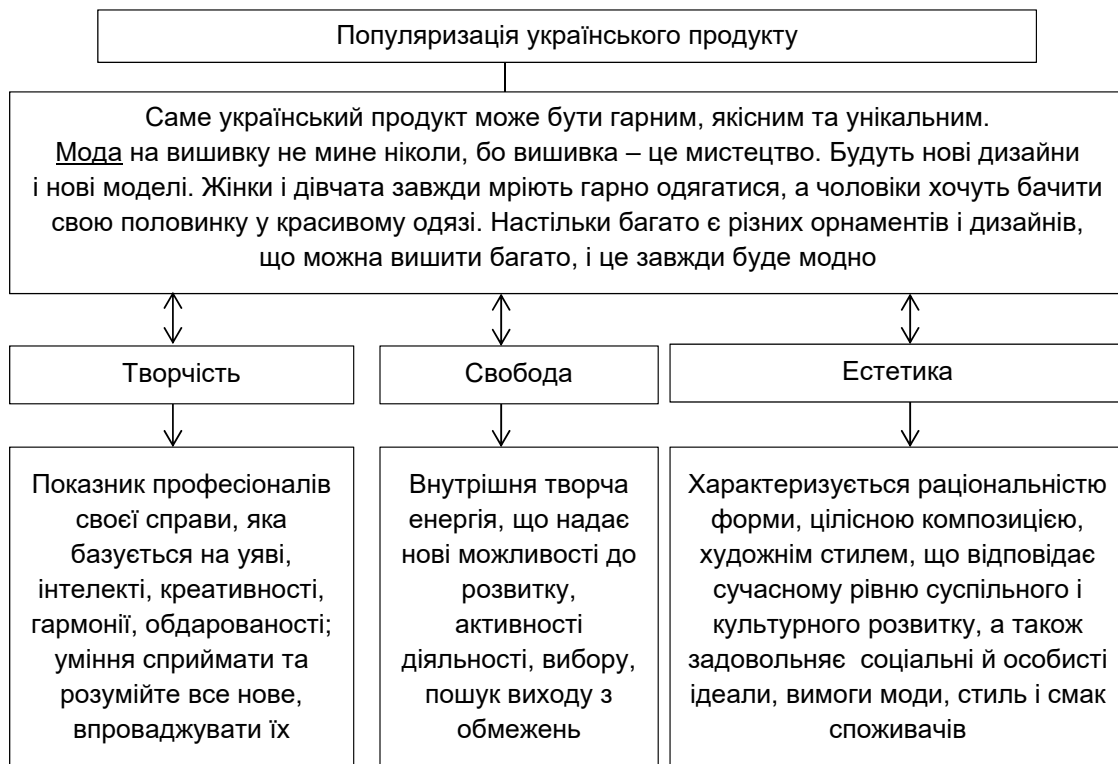 Популяризація українського продукту
Саме український продукт може бути гарним, якісним та унікальним.
Мода на вишивку не мине ніколи, бо вишивка – це мистецтво. Будуть нові дизайни
і нові моделі. Жінки і дівчата завжди мріють гарно одягатися, а чоловіки хочуть бачити
свою половинку у красивому одязі. Настільки багато є різних орнаментів і дизайнів,
що можна вишити багато, і це завжди буде модно
Творчість
Показник професіоналів
своєї справи, яка
базується на уяві,
інтелекті, креативності,
гармонії, обдарованості;
уміння сприймати та
розумійте все нове,
впроваджувати їх
Свобода
Внутрішня творча
енергія, що надає
нові можливості до
розвитку,
активності
діяльності, вибору,
пошук виходу з
обмежень
Естетика
Характеризується раціональністю
форми, цілісною композицією,
художнім стилем, що відповідає
сучасному рівню суспільного і
культурного розвитку, а також
задовольняє соціальні й особисті
ідеали, вимоги моди, стиль і смак
споживачів